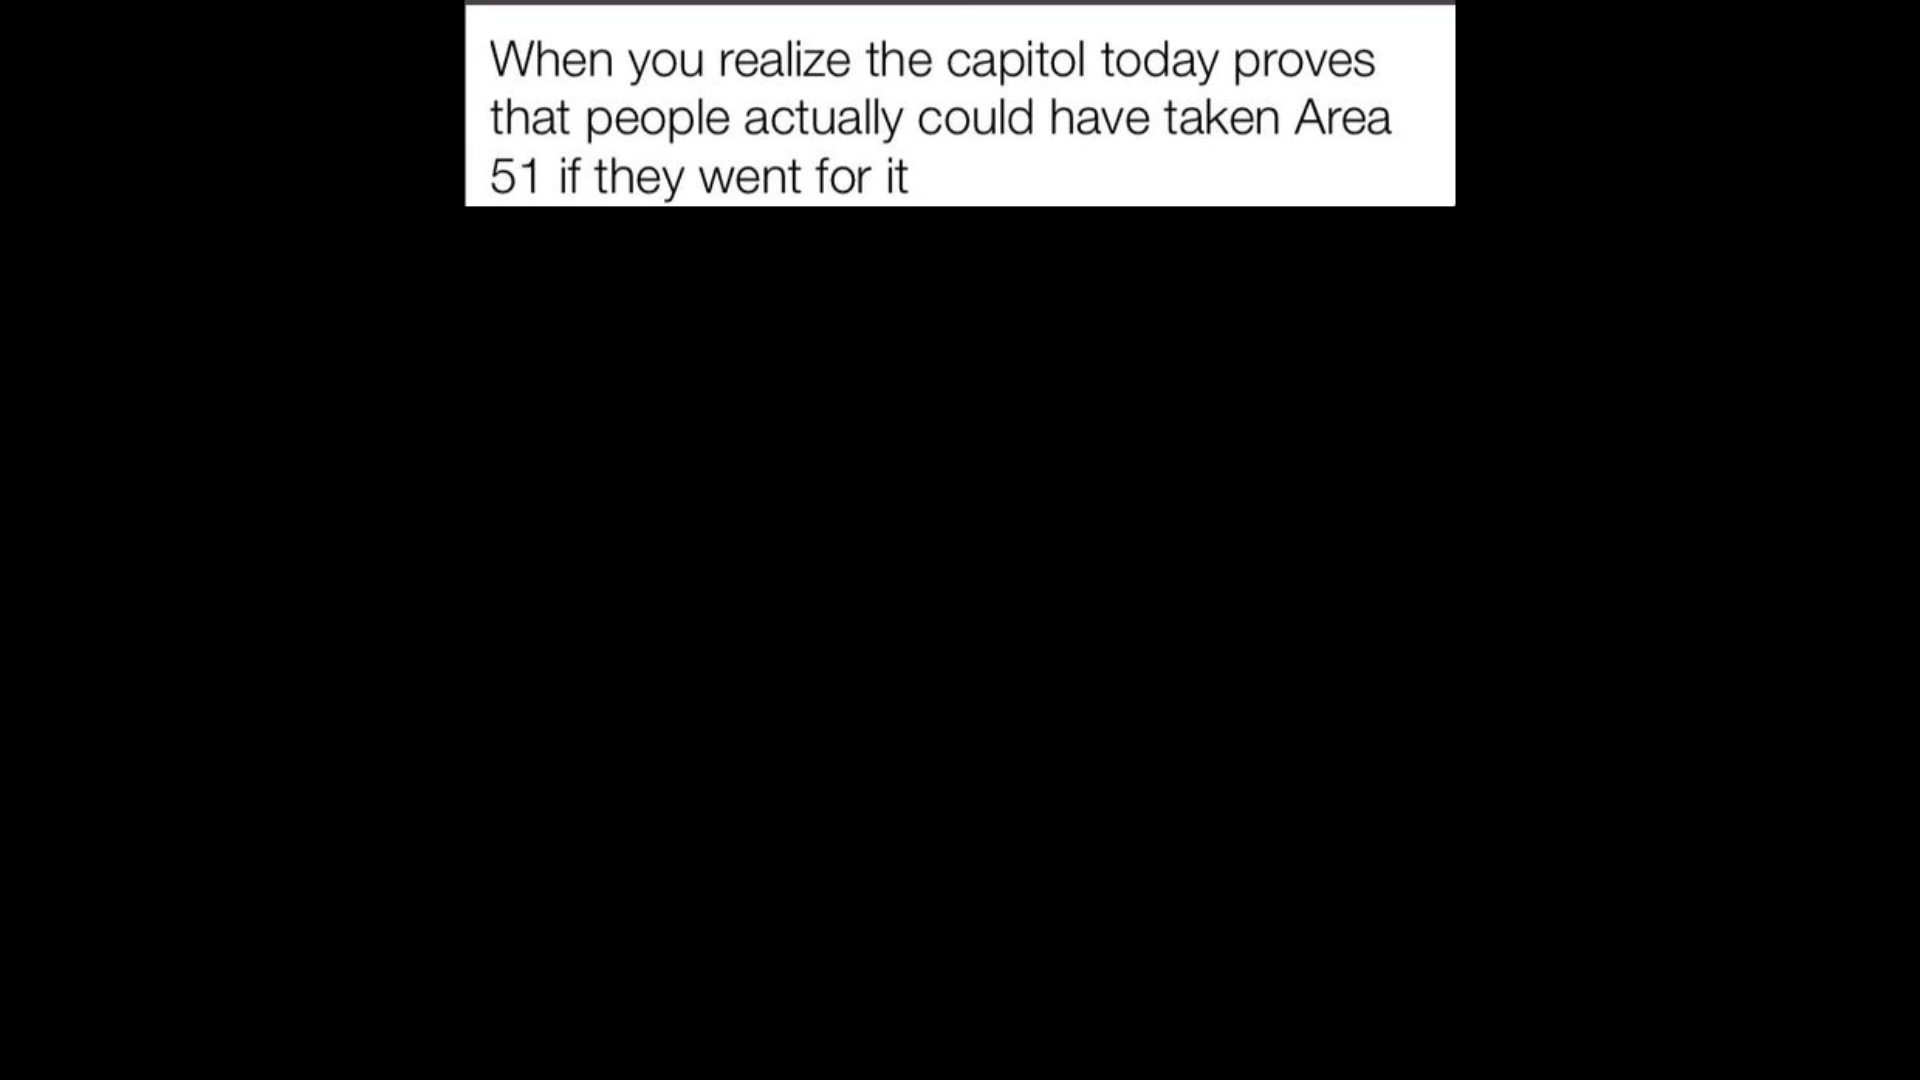 When you realize the capitol today proves
that people actually could have taken Area
51 if they went for it